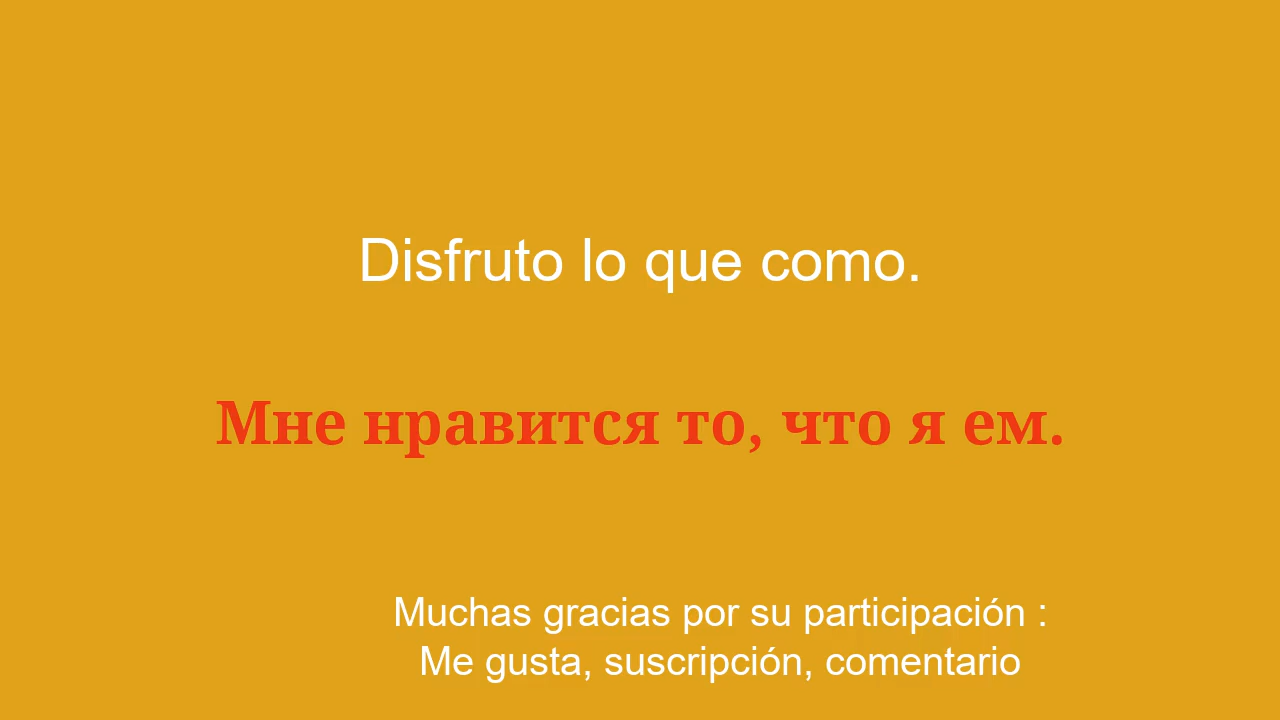 Disfruto lo que como.
Мне нравится то, что я ем.
Muchas gracias por su participación :
Me gusta, suscripción, comentario